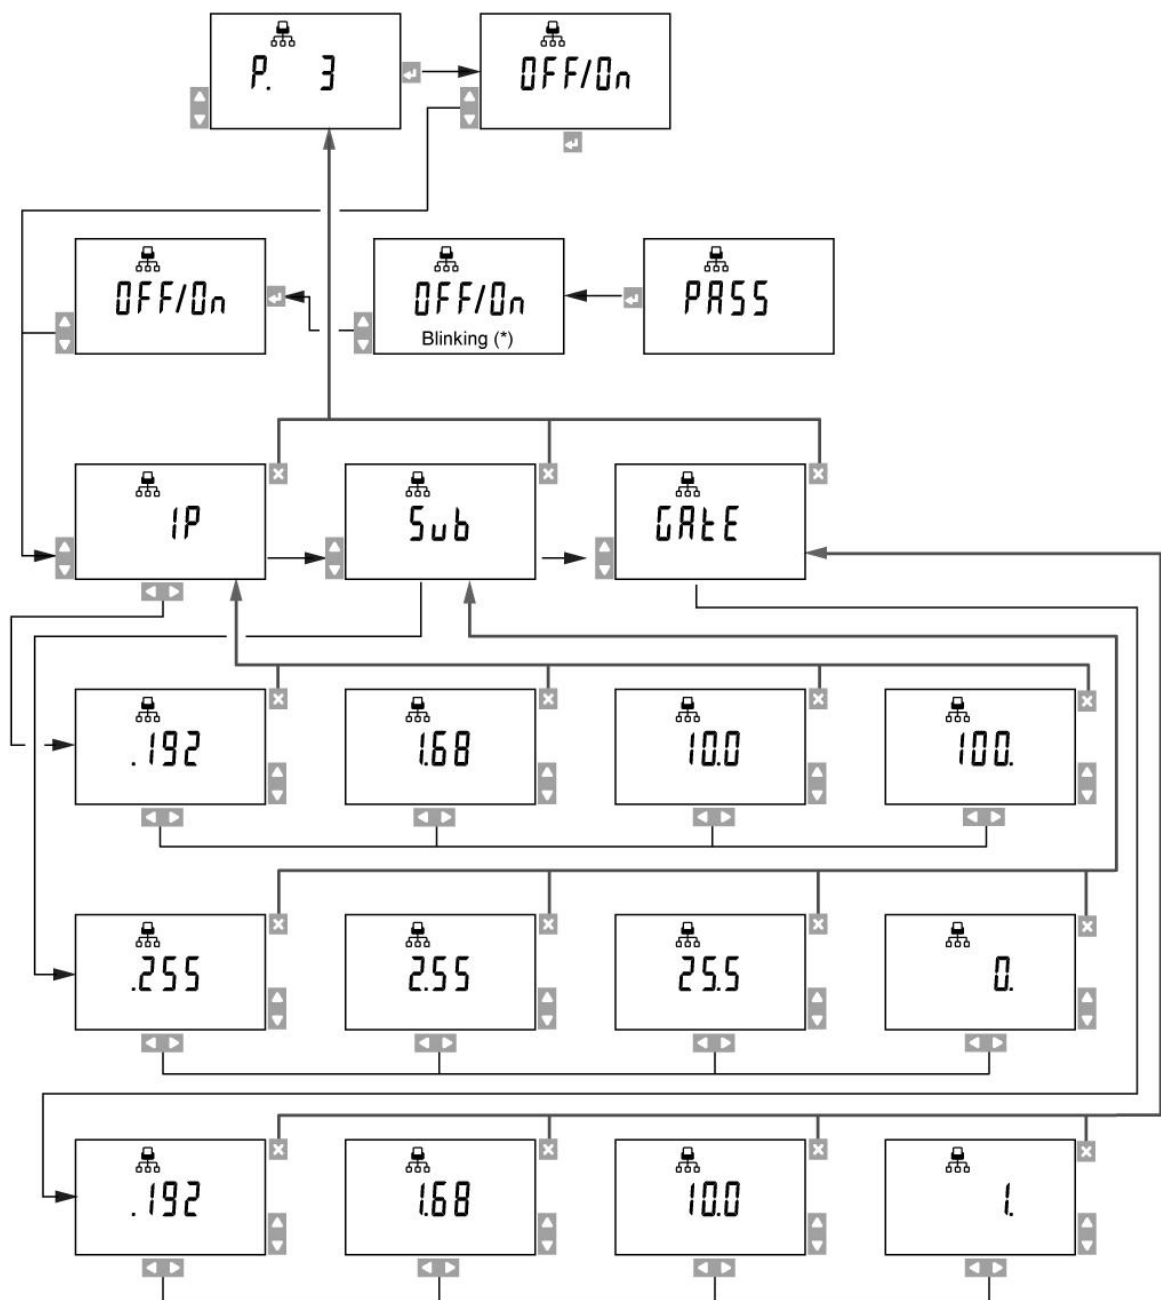 P. 3
OFF/On
OFF/On
OFF/On
Blinking (*)
PASS
IP
Sub
GAtE
.192
1.68
10.0
100.
.255
2.55
25.5
0.
.192
1.68
10.0
1.